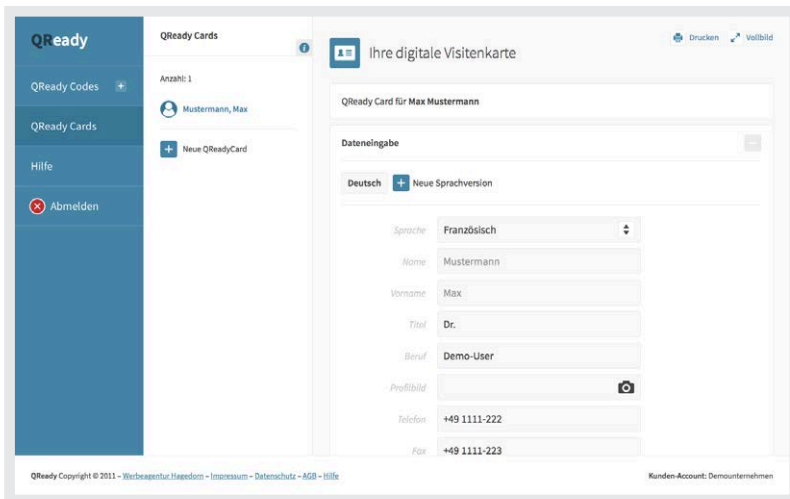 QReady
QReady Codes
QReady Cards
Hilfe
Abmelden
QReady Cards
Anzahl: 1
Mustermann, Max
Neue QReadyCard
Ihre digitale Visitenkarte
Drucken
Vollbild
QReady Card für Max Mustermann
Dateneingabe
Deutsch
Neue Sprachversion
Sprache Französisch
Name Mustermann
Vorname Max
Titel Dr.
Beruf Demo-User
Profilbild
Telefon +49 1111-222
Fax +49 1111-223
QReady Copyright © 2011 – Werbeagentur Hagedorn – Impressum – Datenschutz – AGB – Hilfe
Kunden-Account: Demounternehmen